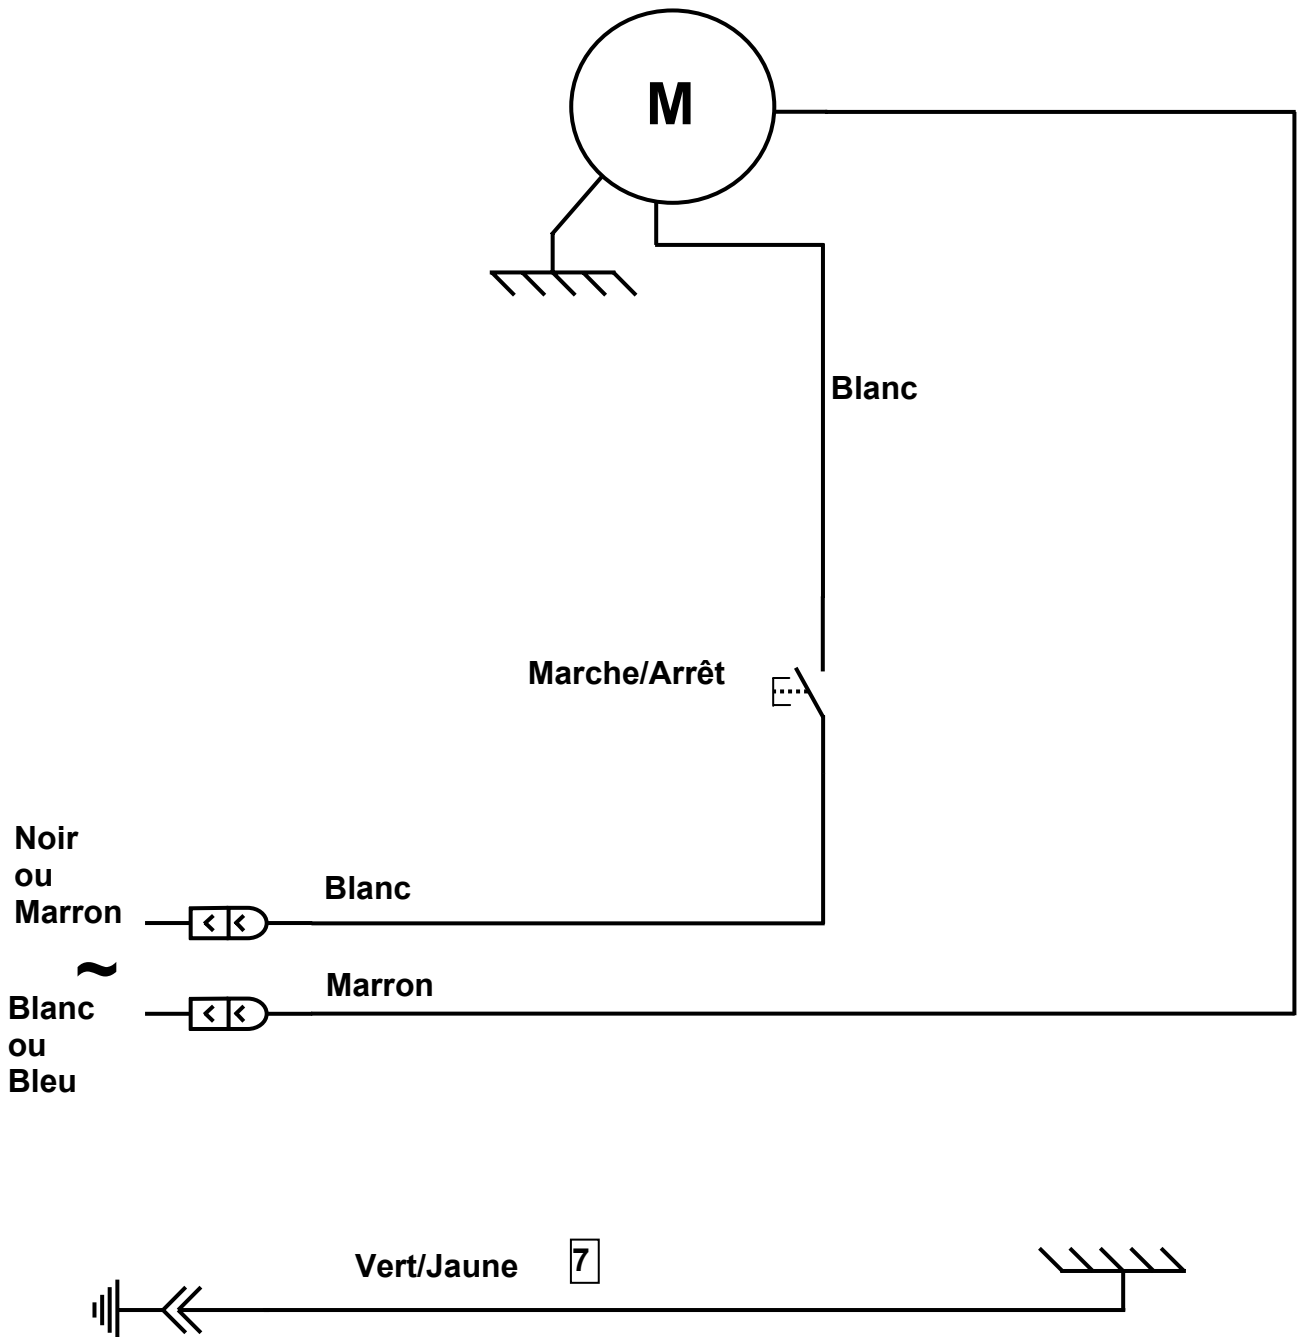 M
Blanc
Marche/Arrêt
Noir
ou
Marron
Blanc
~
Marron
Blanc
ou
Bleu
Vert/Jaune
7